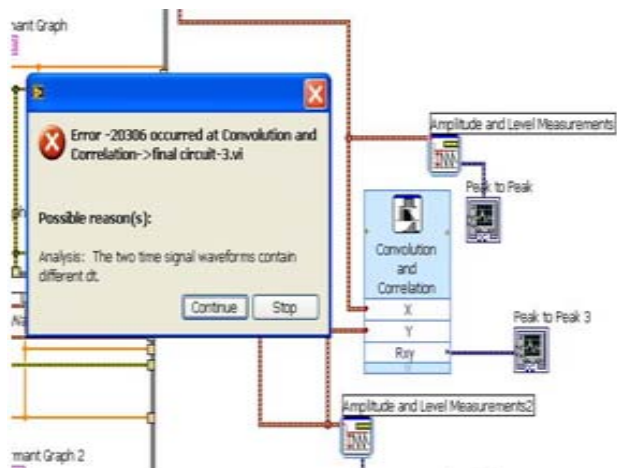 mant Graph
Error -20306 occurred at Convolution and
Correlation->final circuit-3.vi
Possible reason(s):
Analysis: The two time signal waveforms contain
different dt.
Continue
Stop
Amplitude and Level Measurements
Peak to Peak
Convolution
and
Correlation
X
Y
Rxy
Peak to Peak 3
Amplitude and Level Measurements2
mant Graph 2